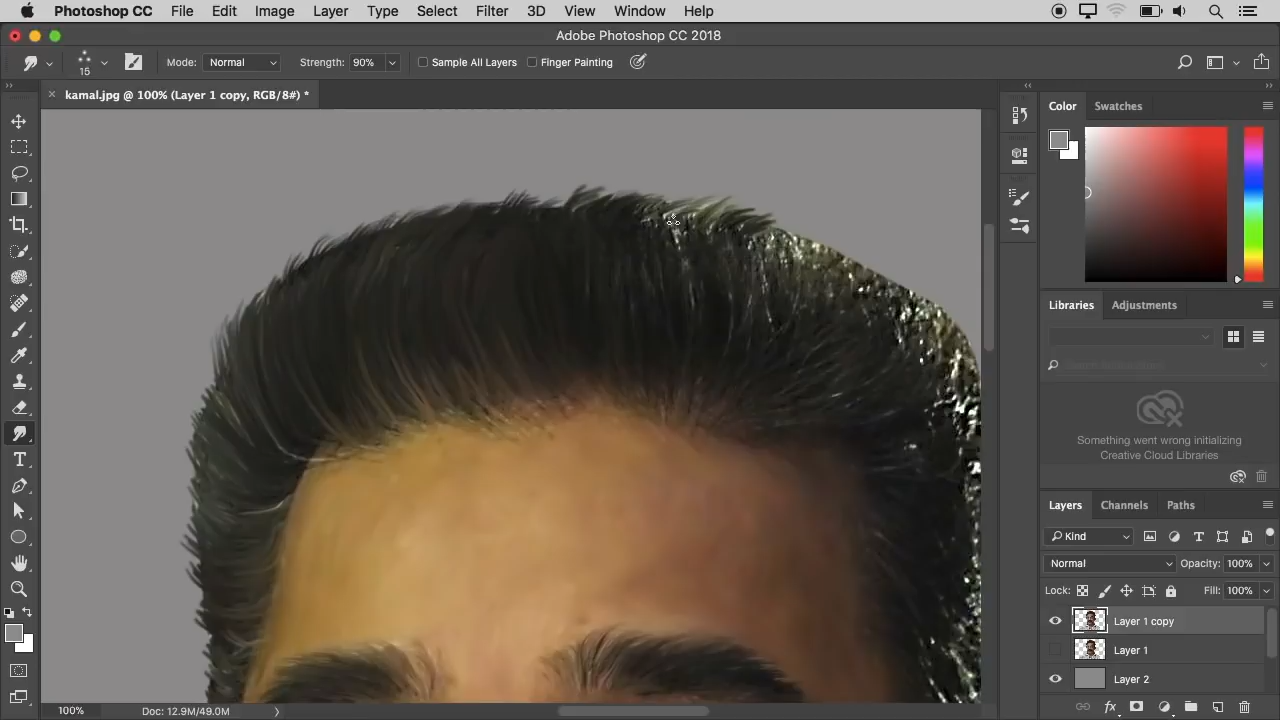 Photoshop CC File Edit Image Layer Type Select Filter 3D View Window Help
Adobe Photoshop CC 2018
15 Mode: Normal Strength: 90% Sample All Layers Finger Painting
kamal.jpg @ 100% (Layer 1 copy, RGB/8#) *
Color Swatches
Libraries Adjustments
Something went wrong initializing
Creative Cloud Libraries
Layers Channels Paths
Kind
Normal Opacity: 100%
Lock: Fill: 100%
Layer 1 copy
Layer 1
Layer 2
fx
100% Doc: 12.9M/49.0M